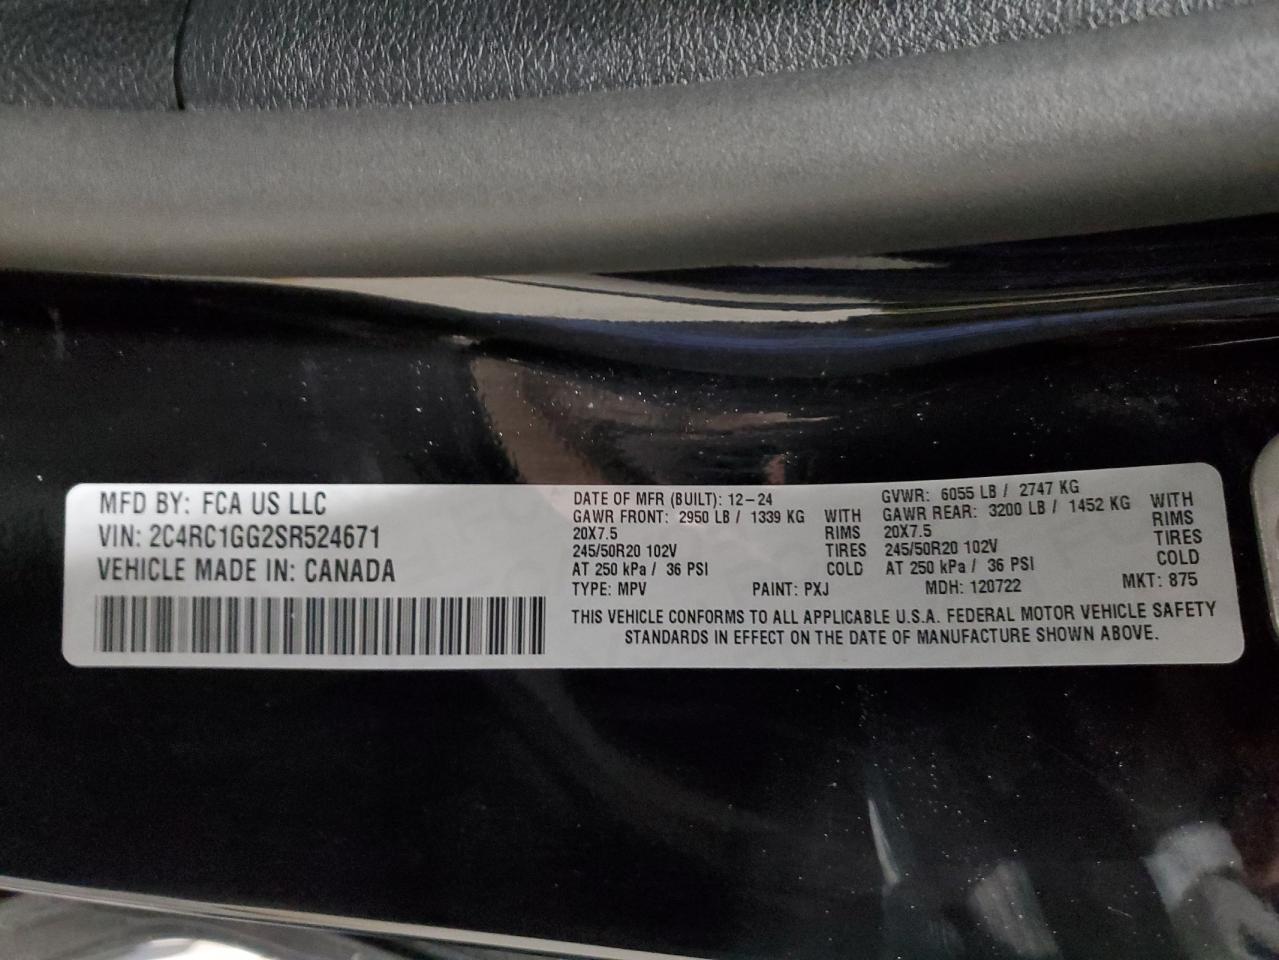 MFD BY: FCA US LLC
VIN: 2C4RC1GG2SR524671
VEHICLE MADE IN: CANADA
DATE OF MFR (BUILT): 12-24
GAWR FRONT: 2950 LB / 1339 KG WITH
20X7.5 RIMS
245/50R20 102V TIRES
AT 250 kPa / 36 PSI COLD
GVWR: 6055 LB / 2747 KG
GAWR REAR: 3200 LB / 1452 KG WITH
20X7.5 RIMS
245/50R20 102V TIRES
AT 250 kPa / 36 PSI COLD
TYPE: MPV PAINT: PXJ MDH: 120722 MKT: 875
THIS VEHICLE CONFORMS TO ALL APPLICABLE U.S.A. FEDERAL MOTOR VEHICLE SAFETY
STANDARDS IN EFFECT ON THE DATE OF MANUFACTURE SHOWN ABOVE.